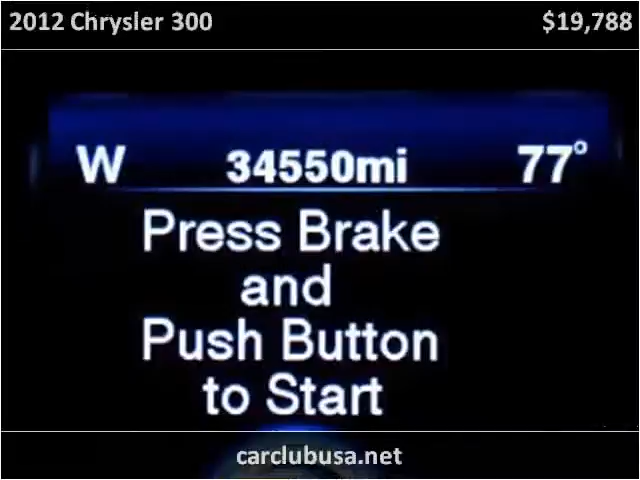 2012 Chrysler 300 $19,788
W 34550mi 77°
Press Brake
and
Push Button
to Start
carclubusa.net